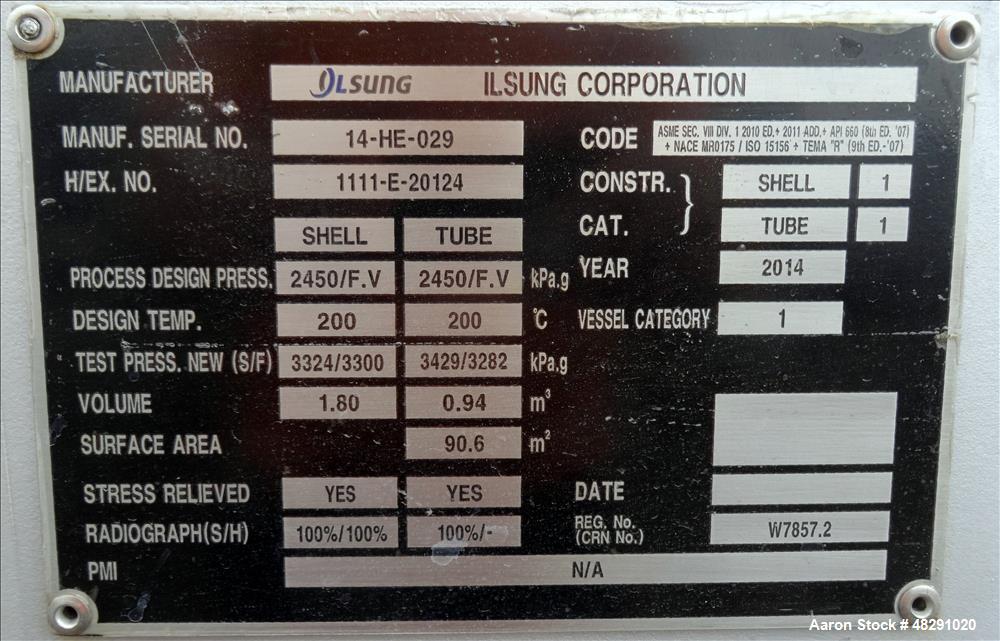 MANUFACTURER ILSUNG ILSUNG CORPORATION
MANUF. SERIAL NO. 14-HE-029
CODE ASME SEC. VIII DIV. 1 2010 ED.+ 2011 ADD.+ API 660 (8th ED. '07)
+ NACE MR0175 / ISO 15156 + TEMA "R" (9th ED.-'07)
H/EX. NO. 1111-E-20124
CONSTR. SHELL 1
CAT. TUBE 1
SHELL TUBE
YEAR 2014
PROCESS DESIGN PRESS. 2450/F.V 2450/F.V kPa.g
DESIGN TEMP. 200 200 ℃
VESSEL CATEGORY 1
TEST PRESS. NEW (S/F) 3324/3300 3429/3282 kPa.g
VOLUME 1.80 0.94 m³
SURFACE AREA 90.6 m²
STRESS RELIEVED YES YES
DATE
RADIOGRAPH(S/H) 100%/100% 100%/-
REG. No.
(CRN No.) W7857.2
PMI N/A
Aaron Stock # 48291020